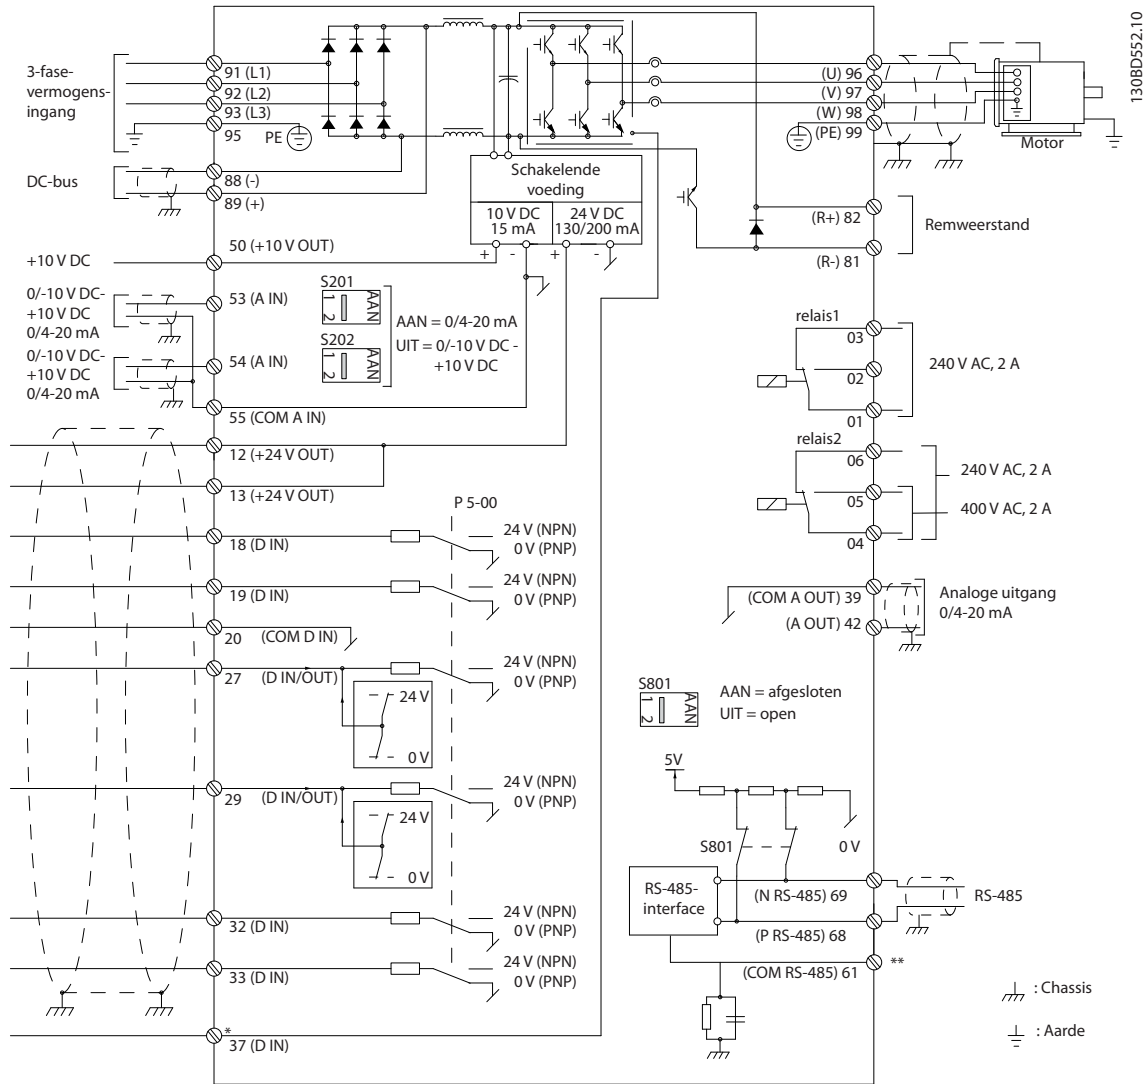 130BD552.10
3-fase-
vermogens-
ingang
91 (L1)
92 (L2)
93 (L3)
95
PE
(U) 96
(V) 97
(W) 98
(PE) 99
Motor
DC-bus
88 (-)
89 (+)
Schakelende
voeding
10 V DC
15 mA
24 V DC
130/200 mA
+ - + -
(R+) 82
(R-) 81
Remweerstand
+10 V DC
50 (+10 V OUT)
0/-10 V DC-
+10 V DC
0/4-20 mA
53 (A IN)
0/-10 V DC-
+10 V DC
0/4-20 mA
54 (A IN)
55 (COM A IN)
S201
1
2
AAN
S202
1
2
AAN
AAN = 0/4-20 mA
UIT = 0/-10 V DC -
+10 V DC
relais1
03
02
01
240 V AC, 2 A
relais2
06
05
04
240 V AC, 2 A
400 V AC, 2 A
12 (+24 V OUT)
13 (+24 V OUT)
P 5-00
18 (D IN)
24 V (NPN)
0 V (PNP)
19 (D IN)
24 V (NPN)
0 V (PNP)
20 (COM D IN)
27 (D IN/OUT)
24 V (NPN)
0 V (PNP)
24 V
0 V
29 (D IN/OUT)
24 V (NPN)
0 V (PNP)
24 V
0 V
32 (D IN)
24 V (NPN)
0 V (PNP)
33 (D IN)
24 V (NPN)
0 V (PNP)
*
37 (D IN)
(COM A OUT) 39
(A OUT) 42
Analoge uitgang
0/4-20 mA
S801
1
2
AAN
AAN = afgesloten
UIT = open
5V
S801
0 V
RS-485-
interface
(N RS-485) 69
(P RS-485) 68
(COM RS-485) 61
RS-485
**
: Chassis
: Aarde